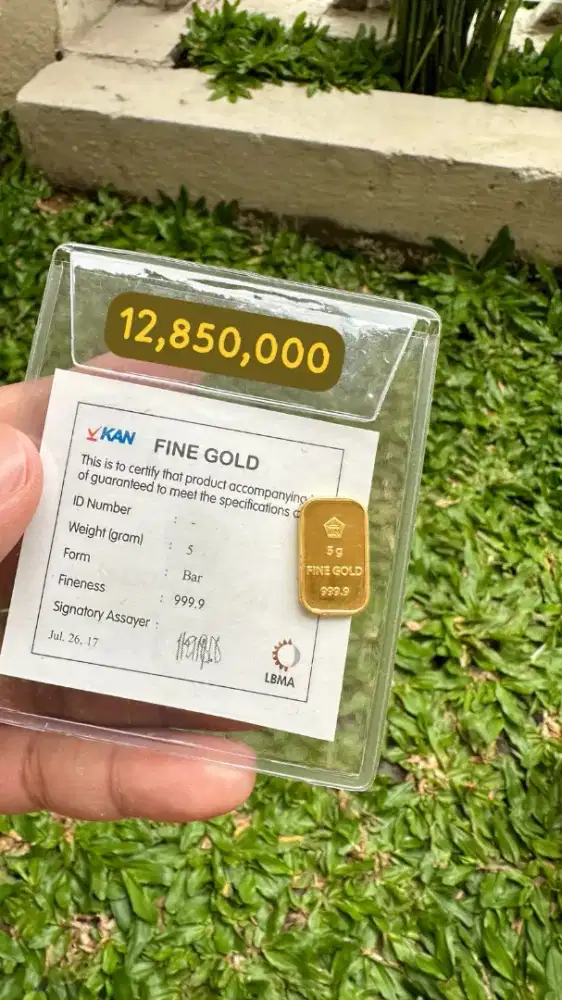 12,850,000
KAN FINE GOLD
This is to certify that product accompanying
of guaranteed to meet the specifications
ID Number : -
Weight (gram) : 5
Form : Bar
Fineness : 999.9
Signatory Assayer :
Jul. 26, 17
LBMA
5 g
FINE GOLD
999.9